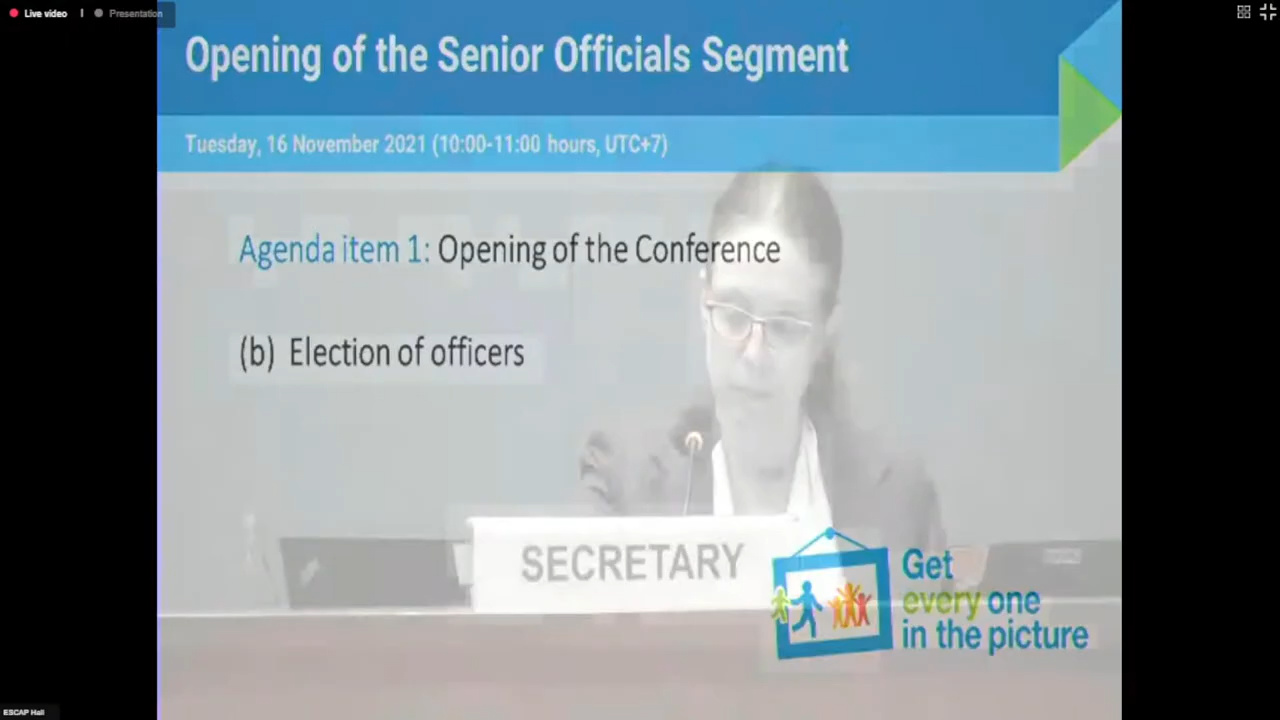 Live video
Presentation
Opening of the Senior Officials Segment
Tuesday, 16 November 2021 (10:00-11:00 hours, UTC+7)
Agenda item 1: Opening of the Conference
(b) Election of officers
SECRETARY
Get
every one
in the picture
ESCAP Hall